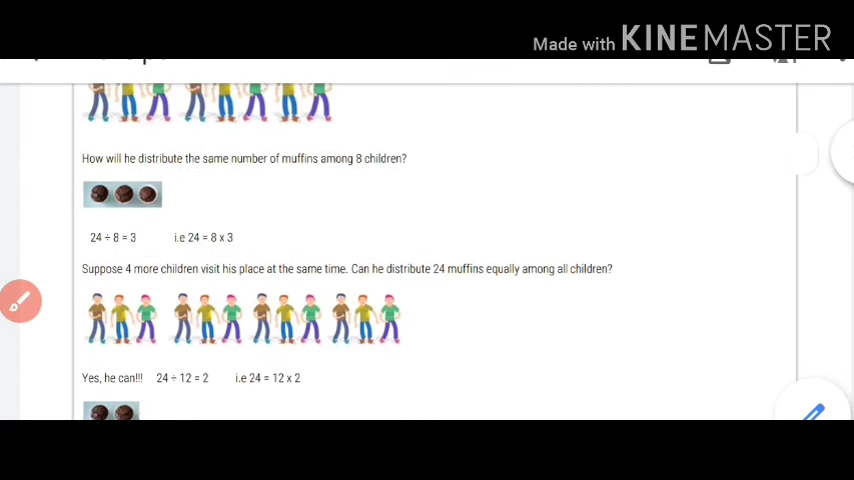 Made with KINEMASTER
How will he distribute the same number of muffins among 8 children?
24 ÷ 8 = 3 i.e 24 = 8 x 3
Suppose 4 more children visit his place at the same time. Can he distribute 24 muffins equally among all children?
Yes, he can!!! 24 ÷ 12 = 2 i.e 24 = 12 x 2